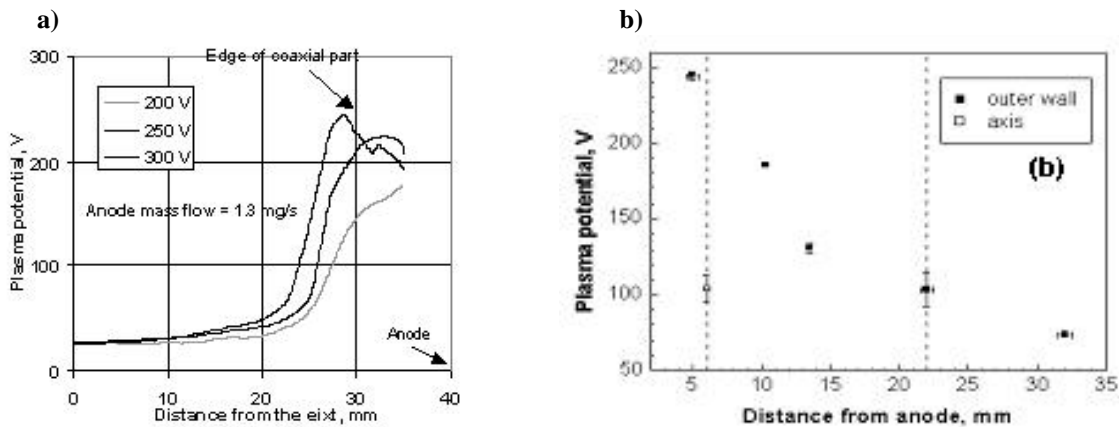 a)
b)
Edge of coaxial part
300
200
100
0
200 V
250 V
300 V
Anode mass flow = 1.3 mg/s
Anode
Plasma potential, V
0 10 20 30 40
Distance from the eixt, mm
250
200
150
100
50
outer wall
axis
(b)
Plasma potential, V
5 10 15 20 25 30 35
Distance from anode, mm